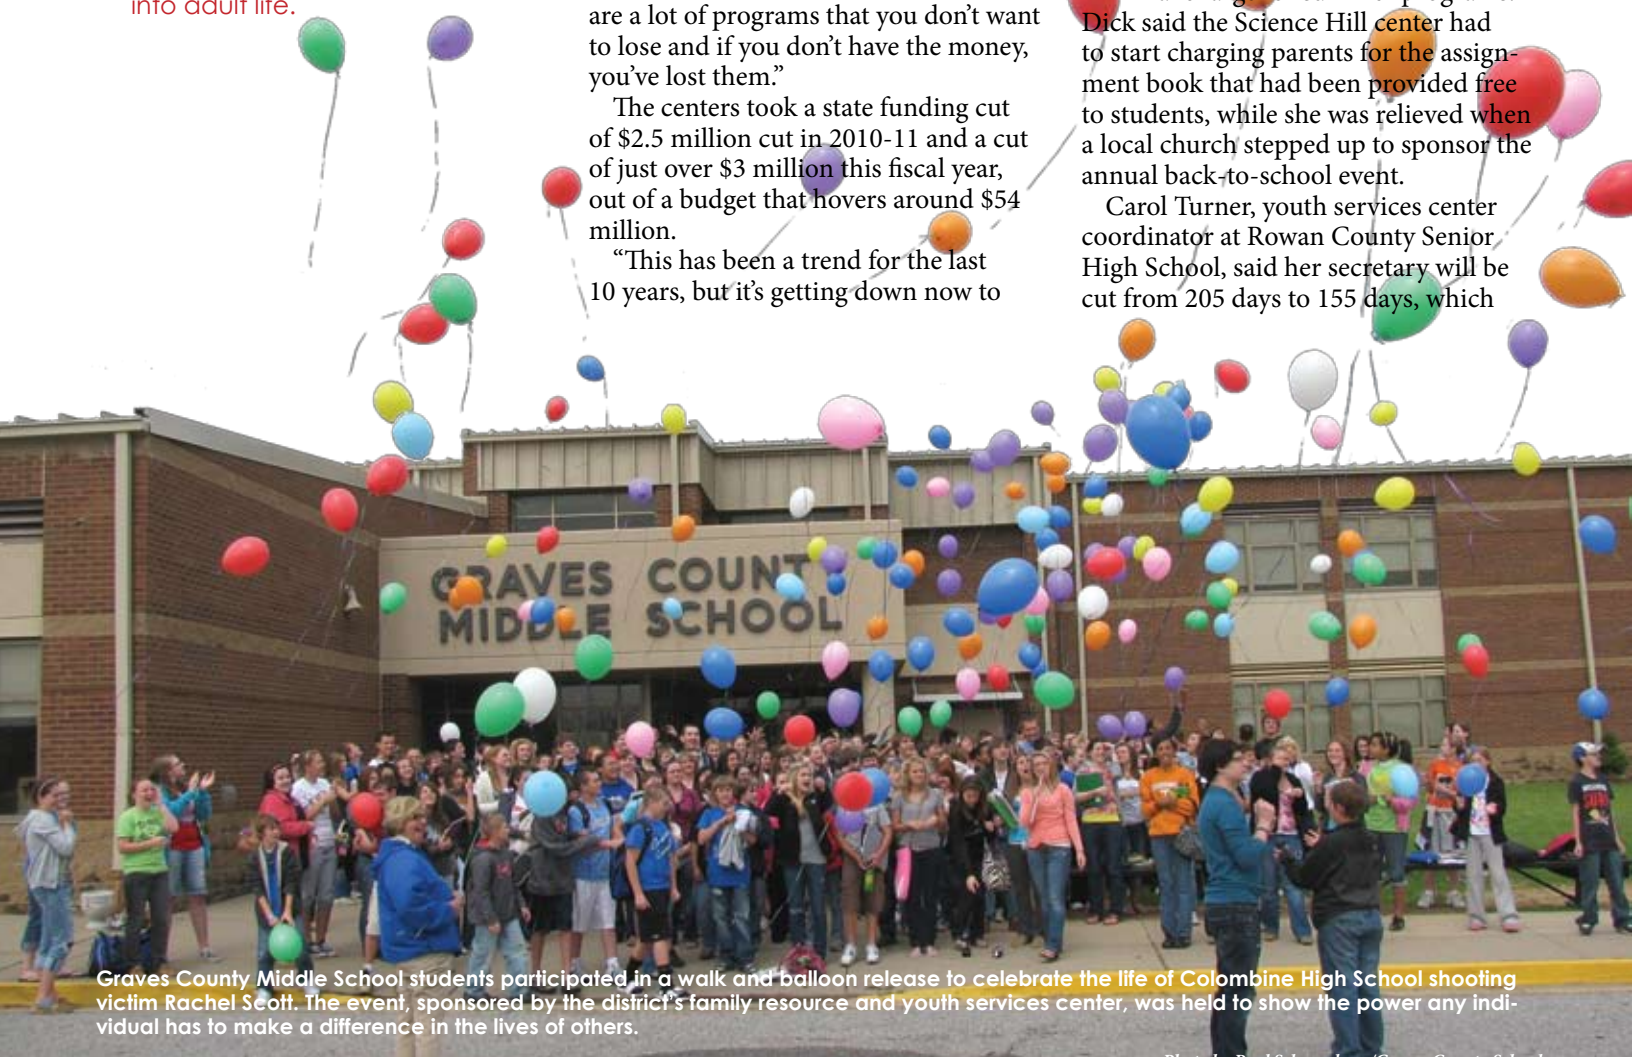 into adult life.
are a lot of programs that you don’t want
to lose and if you don’t have the money,
you’ve lost them.”
The centers took a state funding cut
of $2.5 million cut in 2010-11 and a cut
of just over $3 million this fiscal year,
out of a budget that hovers around $54
million.
“This has been a trend for the last
10 years, but it’s getting down now to
Dick said the Science Hill center had
to start charging parents for the assign-
ment book that had been provided free
to students, while she was relieved when
a local church stepped up to sponsor the
annual back-to-school event.
Carol Turner, youth services center
coordinator at Rowan County Senior
High School, said her secretary will be
cut from 205 days to 155 days, which
GRAVES COUNTY
MIDDLE SCHOOL
Graves County Middle School students participated in a walk and balloon release to celebrate the life of Colombine High School shooting
victim Rachel Scott. The event, sponsored by the district’s family resource and youth services center, was held to show the power any indi-
vidual has to make a difference in the lives of others.